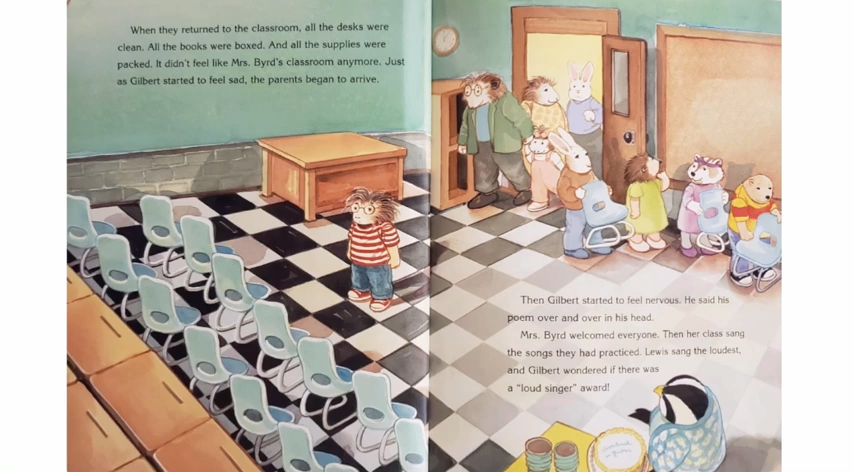 When they returned to the classroom, all the desks were
clean. All the books were boxed. And all the supplies were
packed. It didn't feel like Mrs. Byrd's classroom anymore. Just
as Gilbert started to feel sad, the parents began to arrive.
Then Gilbert started to feel nervous. He said his
poem over and over in his head.
Mrs. Byrd welcomed everyone. Then her class sang
the songs they had practiced. Lewis sang the loudest,
and Gilbert wondered if there was
a "loud singer" award!